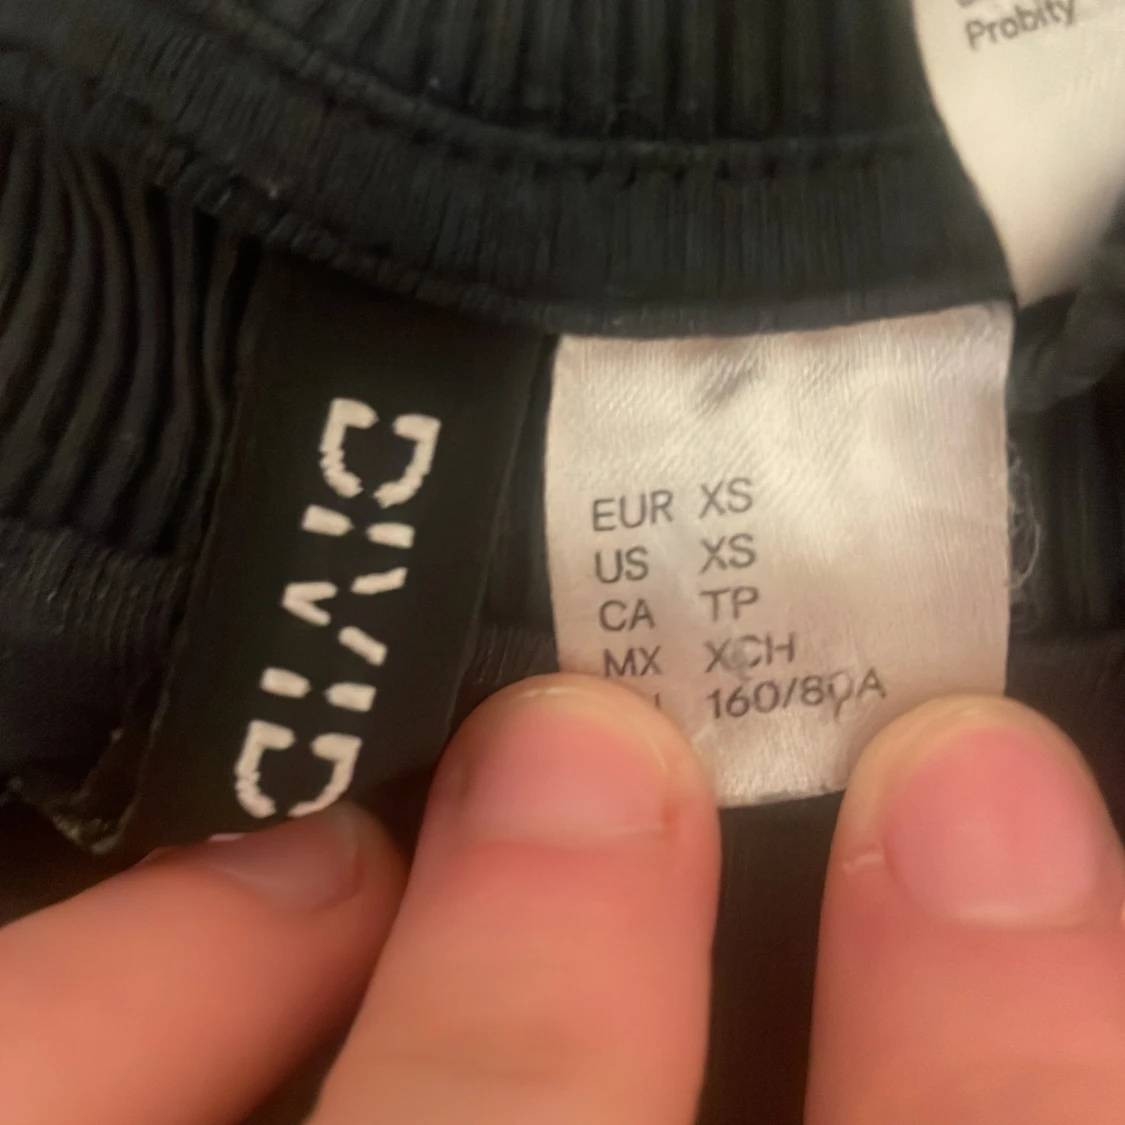 Probity
DIVIDED
EUR XS
US XS
CA TP
MX XCH
160/80A